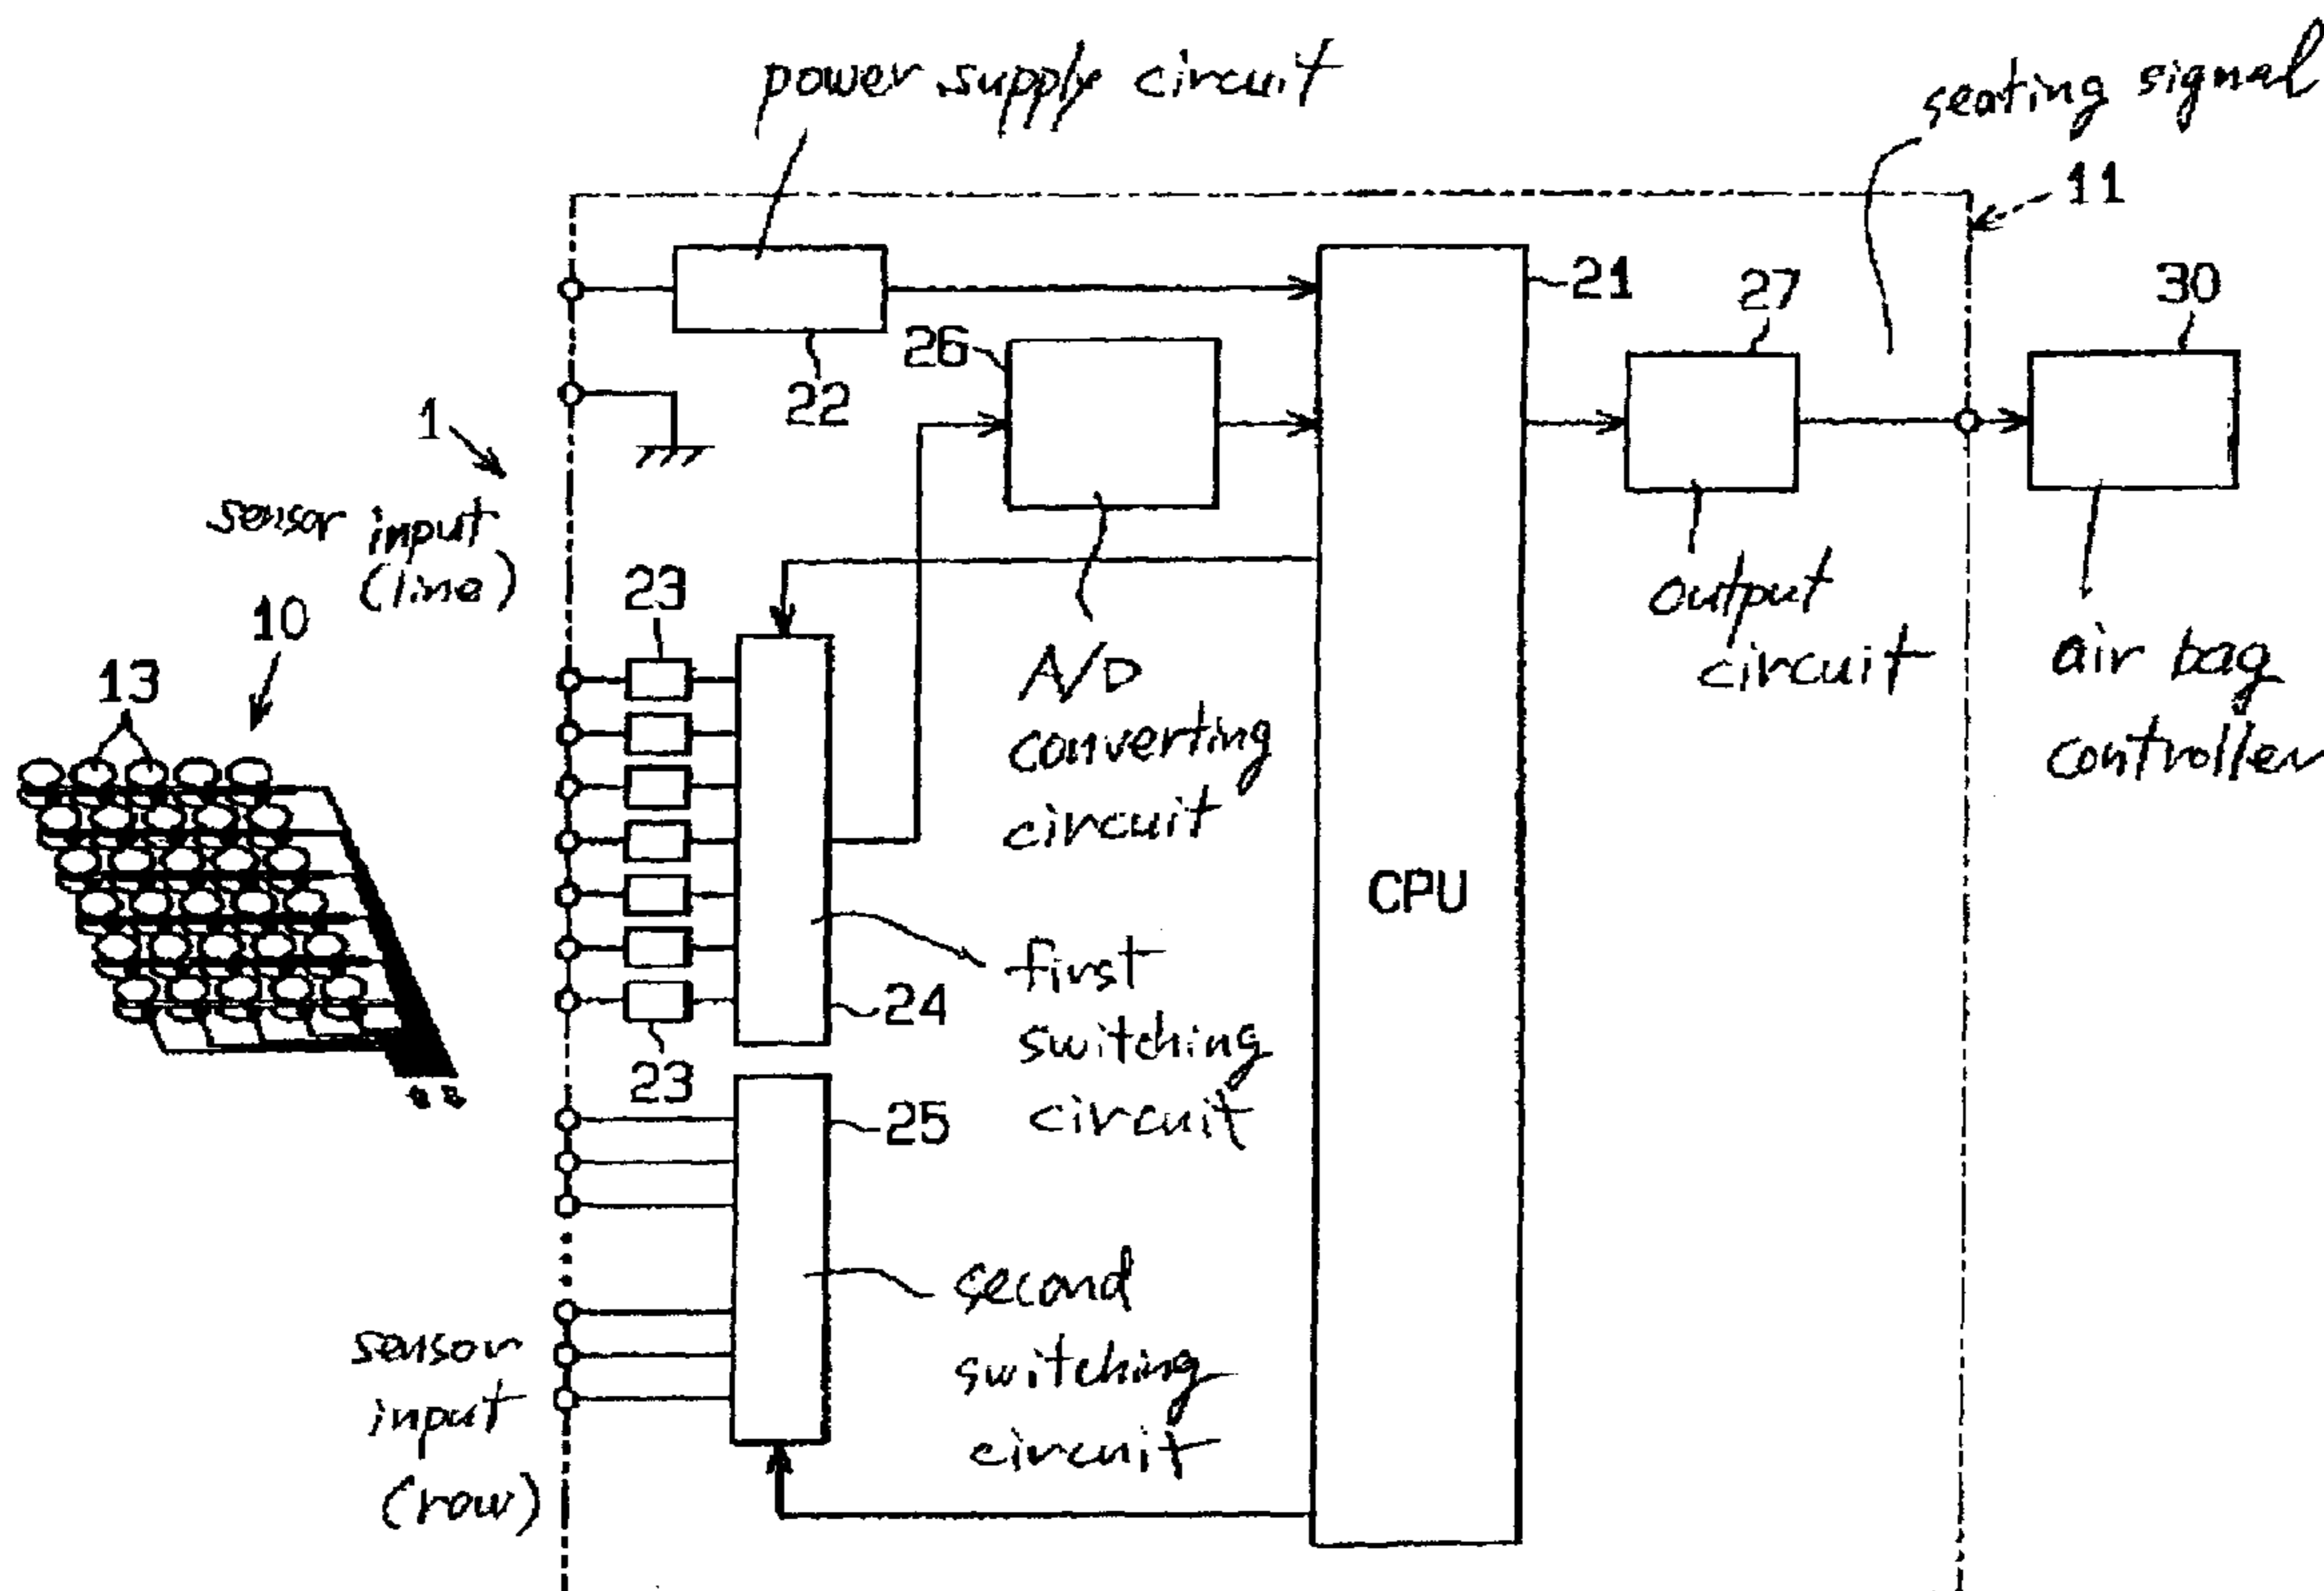 power supply circuit
seating signal
11
21
27
30
26
22
1
sensor input
(line)
23
10
13
A/D
converting
circuit
output
circuit
air bag
controller
CPU
first
switching
circuit
24
23
25
second
switching
circuit
sensor
input
(row)